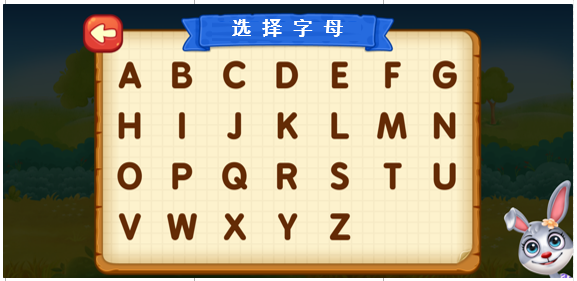 选择字母
A B C D E F G
H I J K L M N
O P Q R S T U
V W X Y Z